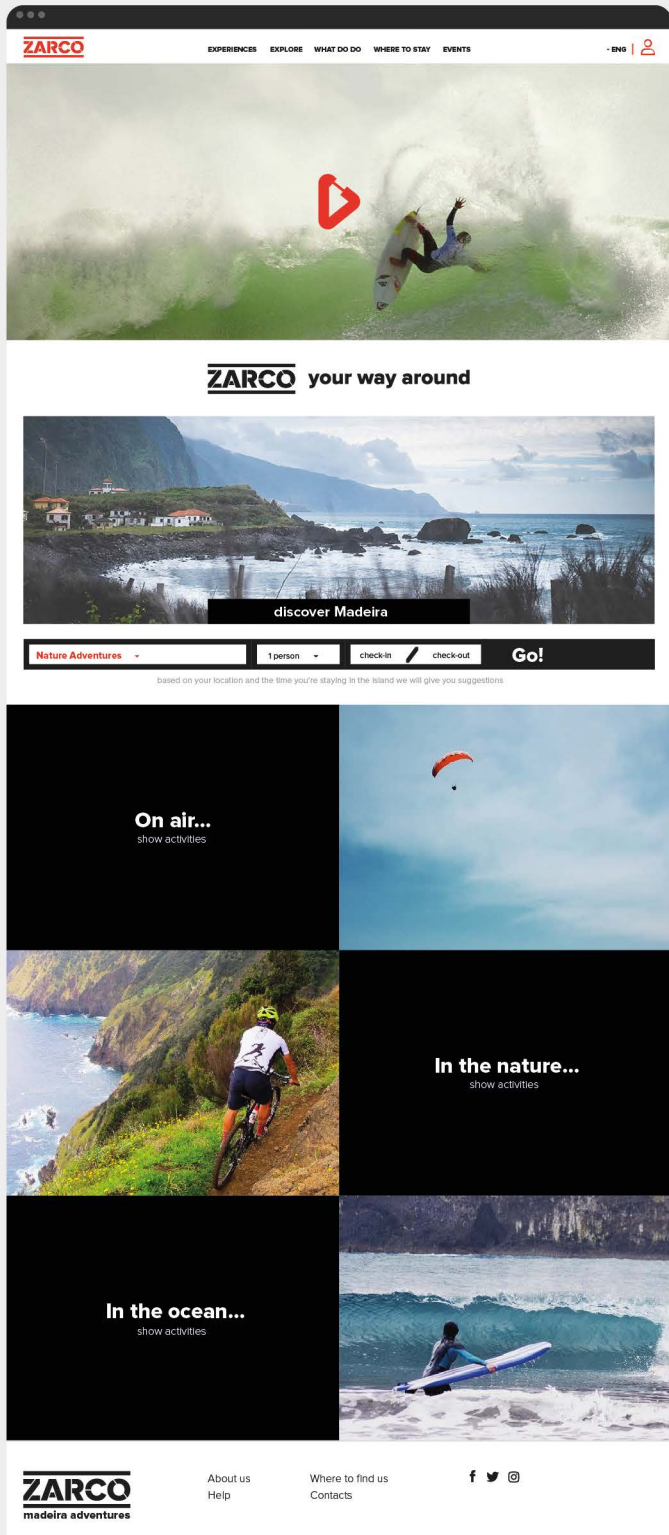 ZARCO
EXPERIENCES EXPLORE WHAT DO DO WHERE TO STAY EVENTS
- ENG
ZARCO your way around
discover Madeira
Nature Adventures 1 person check-in check-out Go!
based on your location and the time you're staying in the island we will give you suggestions
On air...
show activities
In the nature...
show activities
In the ocean...
show activities
ZARCO
madeira adventures
About us Where to find us
Help Contacts